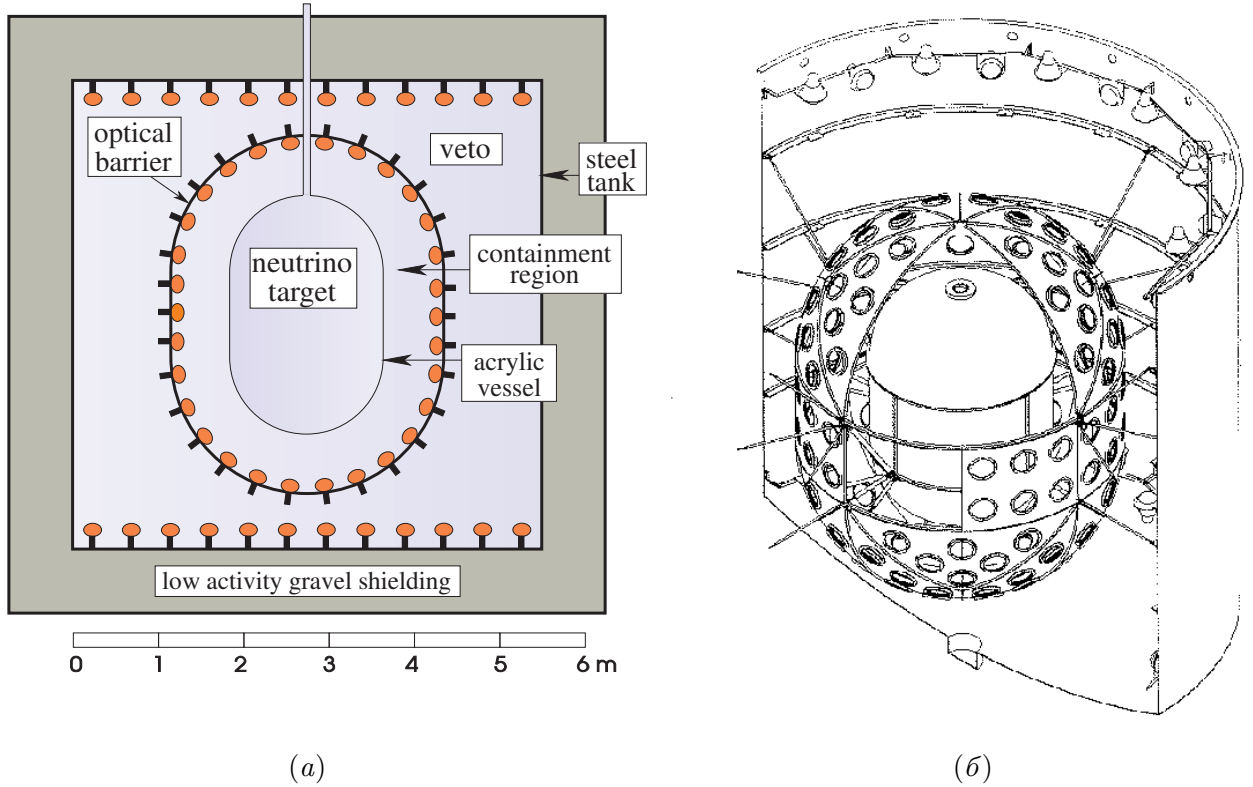 optical
barrier
veto
steel
tank
neutrino
target
containment
region
acrylic
vessel
low activity gravel shielding
0 1 2 3 4 5 6 m
(а) (б)